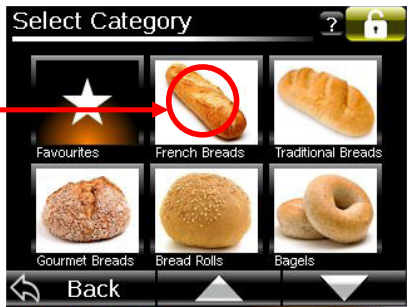 Select Category
?
Favourites
French Breads
Traditional Breads
Gourmet Breads
Bread Rolls
Bagels
Back